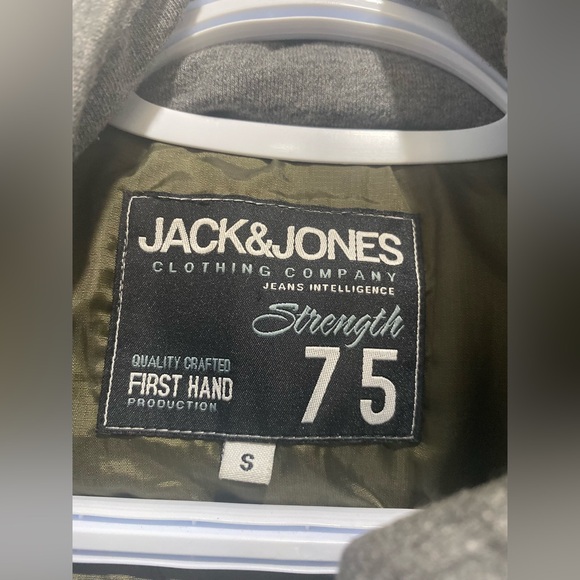 JACK&JONES
CLOTHING COMPANY
JEANS INTELLIGENCE
Strength
75
QUALITY CRAFTED
FIRST HAND
PRODUCTION
S